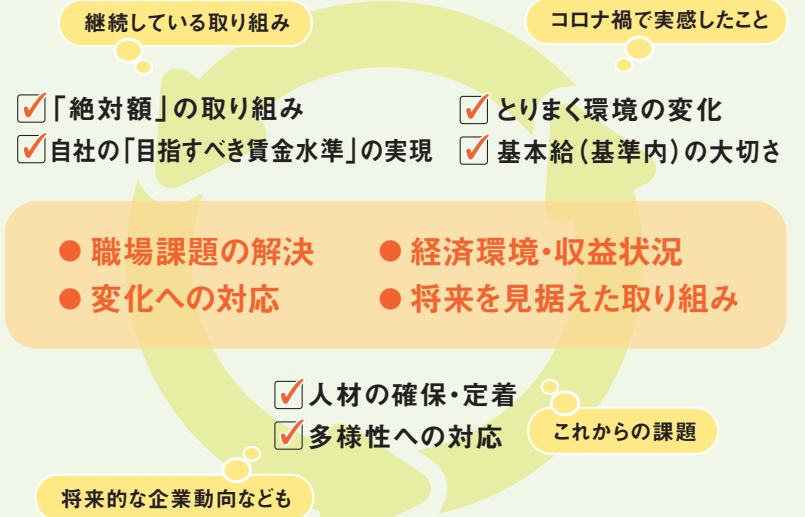 継続している取り組み
コロナ禍で実感したこと
「絶対額」の取り組み
自社の「目指すべき賃金水準」の実現
とりまく環境の変化
基本給(基準内)の大切さ
● 職場課題の解決
● 変化への対応
● 経済環境・収益状況
● 将来を見据えた取り組み
人材の確保・定着
多様性への対応
これからの課題
将来的な企業動向なども